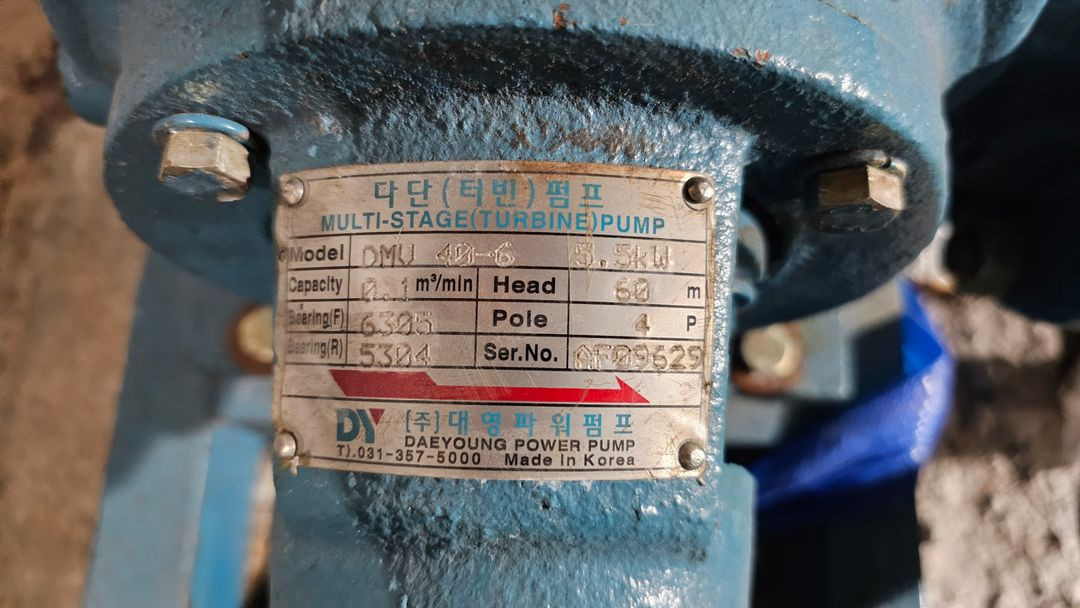 다단(터빈)펌프
MULTI-STAGE(TURBINE)PUMP
Model DMV 40-6 5.5kW
Capacity 0.1 m³/min Head 60 m
Bearing(F) 6305 Pole 4 P
Bearing(R) 5304 Ser.No. AF09629
DY (주)대영파워펌프
DAEYOUNG POWER PUMP
T).031-357-5000 Made In Korea